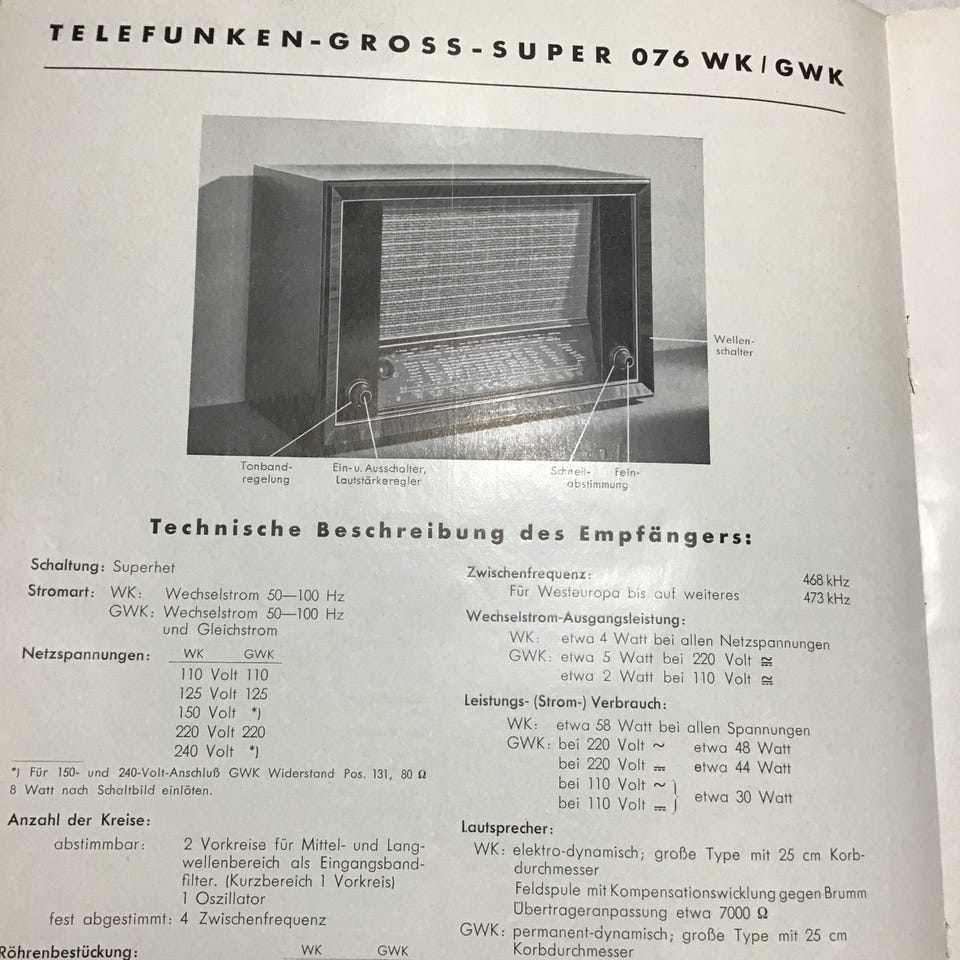 TELEFUNKEN-GROSS-SUPER 076 WK/GWK
Wellen-
schalter
Tonband-
regelung
Ein- u. Ausschalter,
Lautstärkeregler
Schnell- Fein-
abstimmung
Technische Beschreibung des Empfängers:
Schaltung: Superhet
Stromart: WK: Wechselstrom 50—100 Hz
GWK: Wechselstrom 50—100 Hz
und Gleichstrom
Netzspannungen: WK GWK
110 Volt 110
125 Volt 125
150 Volt *)
220 Volt 220
240 Volt *)
*) Für 150- und 240-Volt-Anschluß GWK Widerstand Pos. 131, 80 Ω
8 Watt nach Schaltbild einlöten.
Anzahl der Kreise:
abstimmbar: 2 Vorkreise für Mittel- und Lang-
wellenbereich als Eingangsband-
filter. (Kurzbereich 1 Vorkreis)
1 Oszillator
fest abgestimmt: 4 Zwischenfrequenz
Röhrenbestückung: WK GWK
Zwischenfrequenz: 468 kHz
Für Westeuropa bis auf weiteres 473 kHz
Wechselstrom-Ausgangsleistung:
WK: etwa 4 Watt bei allen Netzspannungen
GWK: etwa 5 Watt bei 220 Volt ≅
etwa 2 Watt bei 110 Volt ≅
Leistungs- (Strom-) Verbrauch:
WK: etwa 58 Watt bei allen Spannungen
GWK: bei 220 Volt ~ etwa 48 Watt
bei 220 Volt ⎓ etwa 44 Watt
bei 110 Volt ~ }
bei 110 Volt ⎓ } etwa 30 Watt
Lautsprecher:
WK: elektro-dynamisch; große Type mit 25 cm Korb-
durchmesser
Feldspule mit Kompensationswicklung gegen Brumm
Übertrageranpassung etwa 7000 Ω
GWK: permanent-dynamisch; große Type mit 25 cm
Korbdurchmesser